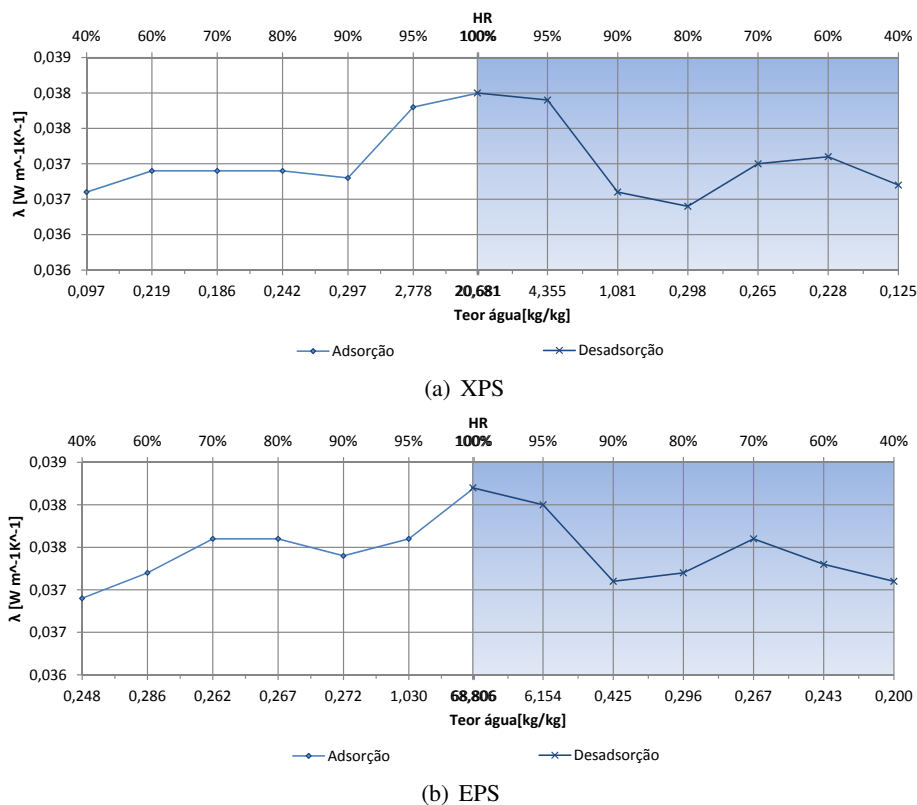 HR
40% 60% 70% 80% 90% 95% 100% 95% 90% 80% 70% 60% 40%
0,039
0,038
0,038
0,037
0,037
0,036
0,036
λ [W m^-1K^-1]
0,097 0,219 0,186 0,242 0,297 2,778 20,681 4,355 1,081 0,298 0,265 0,228 0,125
Teor água[kg/kg]
Adsorção Desadsorção
(a) XPS
HR
40% 60% 70% 80% 90% 95% 100% 95% 90% 80% 70% 60% 40%
0,039
0,038
0,038
0,037
0,037
0,036
λ [W m^-1K^-1]
0,248 0,286 0,262 0,267 0,272 1,030 68,806 6,154 0,425 0,296 0,267 0,243 0,200
Teor água[kg/kg]
Adsorção Desadsorção
(b) EPS